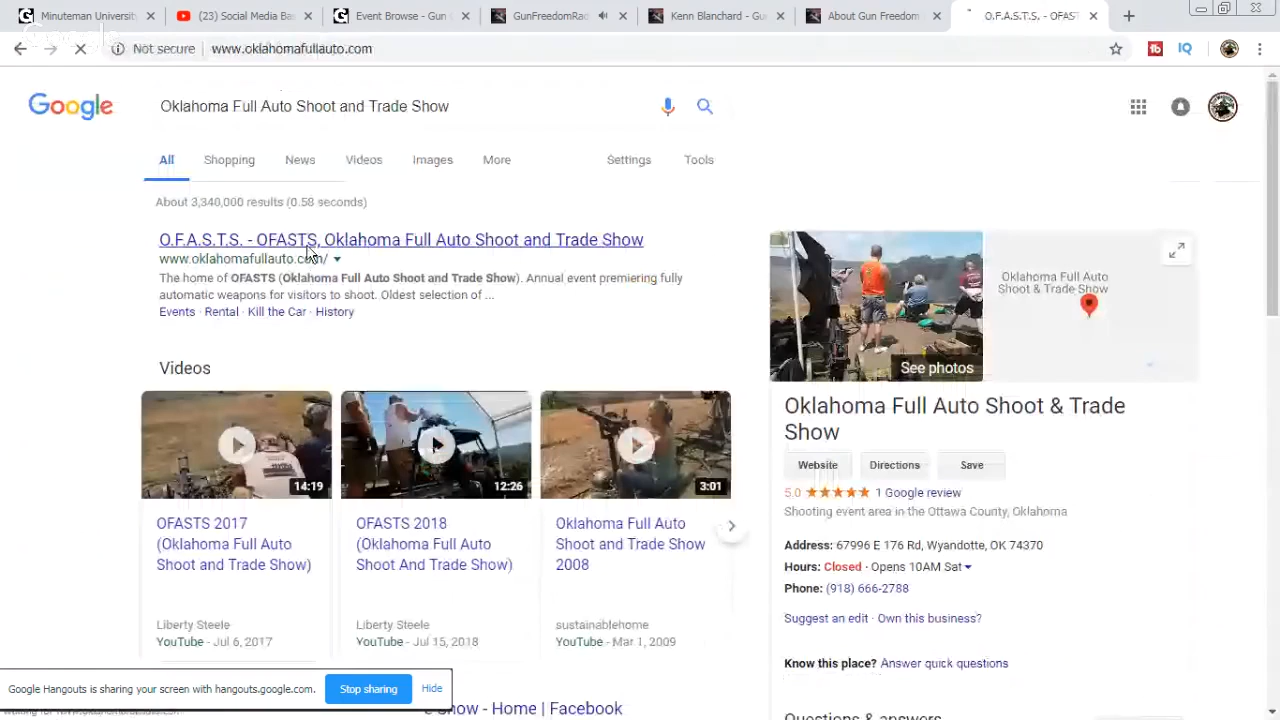 Minuteman Universit
(23) Social Media Ba
Event Browse - Gun
GunFreedomRad
Kenn Blanchard - Gu
About Gun Freedom
O.F.A.S.T.S. - OFAST
Not secure www.oklahomafullauto.com
Google
Oklahoma Full Auto Shoot and Trade Show
All Shopping News Videos Images More Settings Tools
About 3,340,000 results (0.58 seconds)
O.F.A.S.T.S. - OFASTS, Oklahoma Full Auto Shoot and Trade Show
www.oklahomafullauto.com/
The home of OFASTS (Oklahoma Full Auto Shoot and Trade Show). Annual event premiering fully
automatic weapons for visitors to shoot. Oldest selection of ...
Events · Rental · Kill the Car · History
Videos
14:19
OFASTS 2017
(Oklahoma Full Auto
Shoot and Trade Show)
Liberty Steele
YouTube - Jul 6, 2017
12:26
OFASTS 2018
(Oklahoma Full Auto
Shoot And Trade Show)
Liberty Steele
YouTube - Jul 15, 2018
3:01
Oklahoma Full Auto
Shoot and Trade Show
2008
sustainablehome
YouTube - Mar 1, 2009
See photos
Oklahoma Full Auto
Shoot & Trade Show
Oklahoma Full Auto Shoot & Trade
Show
Website Directions Save
5.0 1 Google review
Shooting event area in the Ottawa County, Oklahoma
Address: 67996 E 176 Rd, Wyandotte, OK 74370
Hours: Closed · Opens 10AM Sat
Phone: (918) 666-2788
Suggest an edit · Own this business?
Know this place? Answer quick questions
Questions & answers
Google Hangouts is sharing your screen with hangouts.google.com. Stop sharing Hide
Show - Home | Facebook